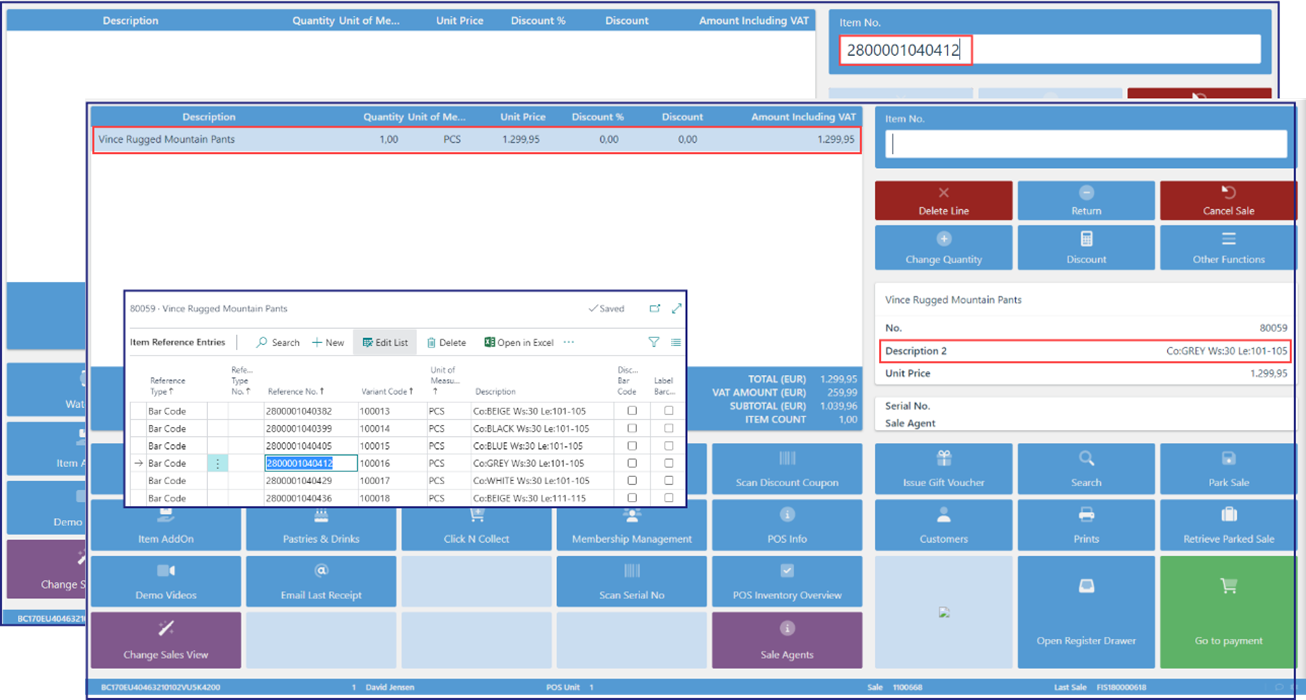 Description Quantity Unit of Me... Unit Price Discount % Discount Amount Including VAT
Item No.
2800001040412
Description Quantity Unit of Me... Unit Price Discount % Discount Amount Including VAT
Vince Rugged Mountain Pants 1,00 PCS 1.299,95 0,00 0,00 1.299,95
Item No.
Delete Line Return Cancel Sale
Change Quantity Discount Other Functions
Vince Rugged Mountain Pants
No. 80059
Description 2 Co:GREY Ws:30 Le:101-105
Unit Price 1.299,95
Serial No.
Sale Agent
80059 - Vince Rugged Mountain Pants Saved
Item Reference Entries Search New Edit List Delete Open in Excel ...
Reference Type ↑ Refe... Type No. ↑ Reference No. ↑ Variant Code ↑ Unit of Measu... ↑ Description Disc... Bar Code Label Barc...
Bar Code 2800001040382 100013 PCS Co:BEIGE Ws:30 Le:101-105
Bar Code 2800001040399 100014 PCS Co:BLACK Ws:30 Le:101-105
Bar Code 2800001040405 100015 PCS Co:BLUE Ws:30 Le:101-105
Bar Code 2800001040412 100016 PCS Co:GREY Ws:30 Le:101-105
Bar Code 2800001040429 100017 PCS Co:WHITE Ws:30 Le:101-105
Bar Code 2800001040436 100018 PCS Co:BEIGE Ws:30 Le:111-115
TOTAL (EUR) 1.299,95
VAT AMOUNT (EUR) 259,99
SUBTOTAL (EUR) 1.039,96
ITEM COUNT 1,00
Wat
Item A
Demo
Change S
BC170EU40463210
Scan Discount Coupon Issue Gift Voucher Search Park Sale
Item AddOn Pastries & Drinks Click N Collect Membership Management POS Info Customers Prints Retrieve Parked Sale
Demo Videos Email Last Receipt Scan Serial No POS Inventory Overview
Open Register Drawer Go to payment
Change Sales View Sale Agents
BC170EU40463210102VU5K4200 1 David Jensen POS Unit 1 Sale 1100668 Last Sale FIS180000618